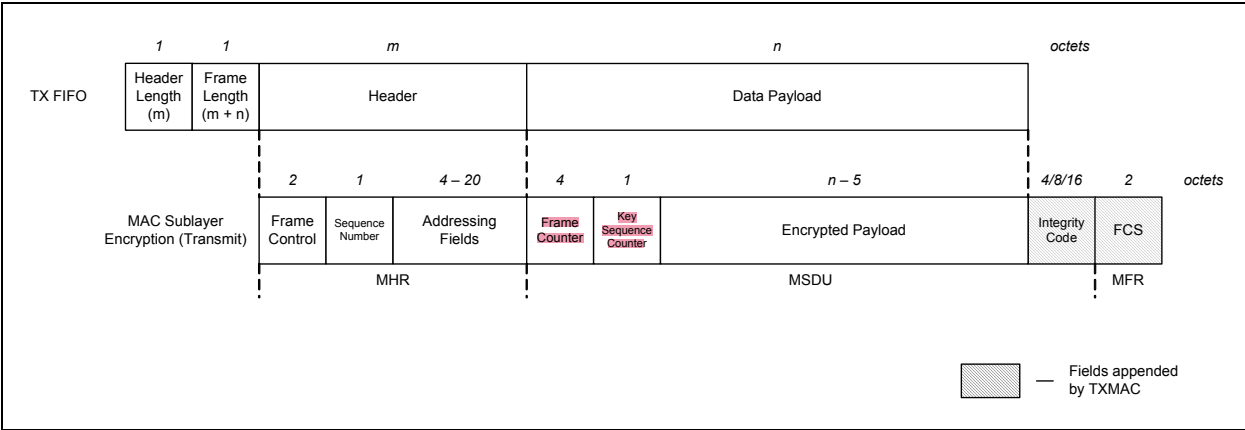 1 1 m n octets
TX FIFO
Header
Length
(m)
Frame
Length
(m + n)
Header
Data Payload
2 1 4 – 20 4 1 n – 5 4/8/16 2 octets
MAC Sublayer
Encryption (Transmit)
Frame
Control
Sequence
Number
Addressing
Fields
Frame
Counter
Key
Sequence
Counter
Encrypted Payload
Integrity
Code
FCS
MHR MSDU MFR
— Fields appended
by TXMAC